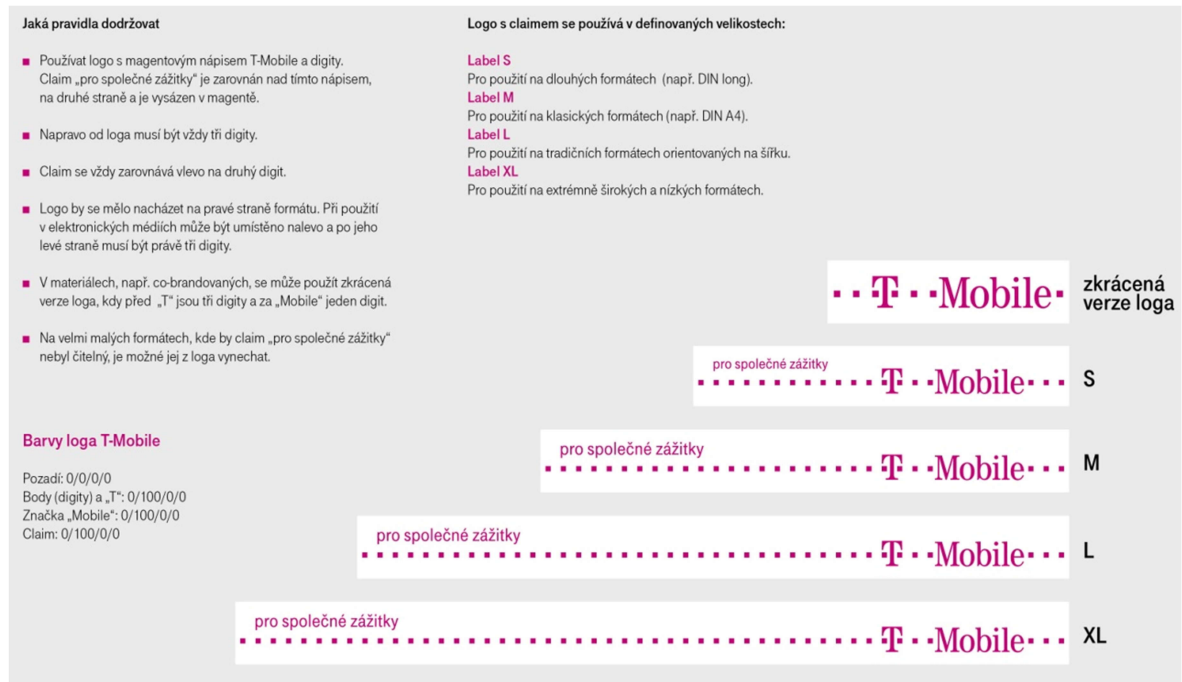 Jaká pravidla dodržovat
Používat logo s magentovým nápisem T-Mobile a digity.
Claim „pro společné zážitky" je zarovnán nad tímto nápisem,
na druhé straně a je vysázen v magentě.
Napravo od loga musí být vždy tři digity.
Claim se vždy zarovnává vlevo na druhý digit.
Logo by se mělo nacházet na pravé straně formátu. Při použití
v elektronických médiích může být umístěno nalevo a po jeho
levé straně musí být právě tři digity.
V materiálech, např. co-brandovaných, se může použít zkrácená
verze loga, kdy před „T" jsou tři digity a za „Mobile" jeden digit.
Na velmi malých formátech, kde by claim „pro společné zážitky"
nebyl čitelný, je možné jej z loga vynechat.
Barvy loga T-Mobile
Pozadí: 0/0/0/0
Body (digity) a „T": 0/100/0/0
Značka „Mobile": 0/100/0/0
Claim: 0/100/0/0
Logo s claimem se používá v definovaných velikostech:
Label S
Pro použití na dlouhých formátech (např. DIN long).
Label M
Pro použití na klasických formátech (např. DIN A4).
Label L
Pro použití na tradičních formátech orientovaných na šířku.
Label XL
Pro použití na extrémně širokých a nízkých formátech.
T Mobile
zkrácená
verze loga
pro společné zážitky
T Mobile
S
pro společné zážitky
T Mobile
M
pro společné zážitky
T Mobile
L
pro společné zážitky
T Mobile
XL